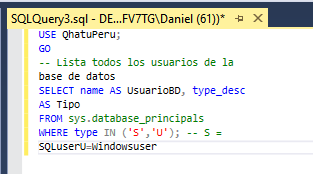 SQLQuery3.sql - DE...FV7TG\Daniel (61))*
USE QhatuPeru;
GO
-- Lista todos los usuarios de la
base de datos
SELECT name AS UsuarioBD, type_desc
AS Tipo
FROM sys.database_principals
WHERE type IN ('S','U'); -- S =
SQLuserU=Windowsuser